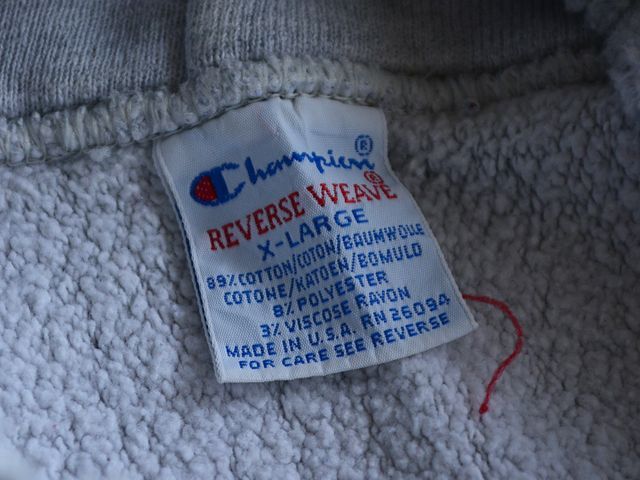 Champion®
REVERSE WEAVE®
X-LARGE
89% COTTON/COTON/BAUMWOLLE
COTONE/KATOEN/BOMULD
8% POLYESTER
3% VISCOSE RAYON
MADE IN U.S.A. RN 26094
FOR CARE SEE REVERSE